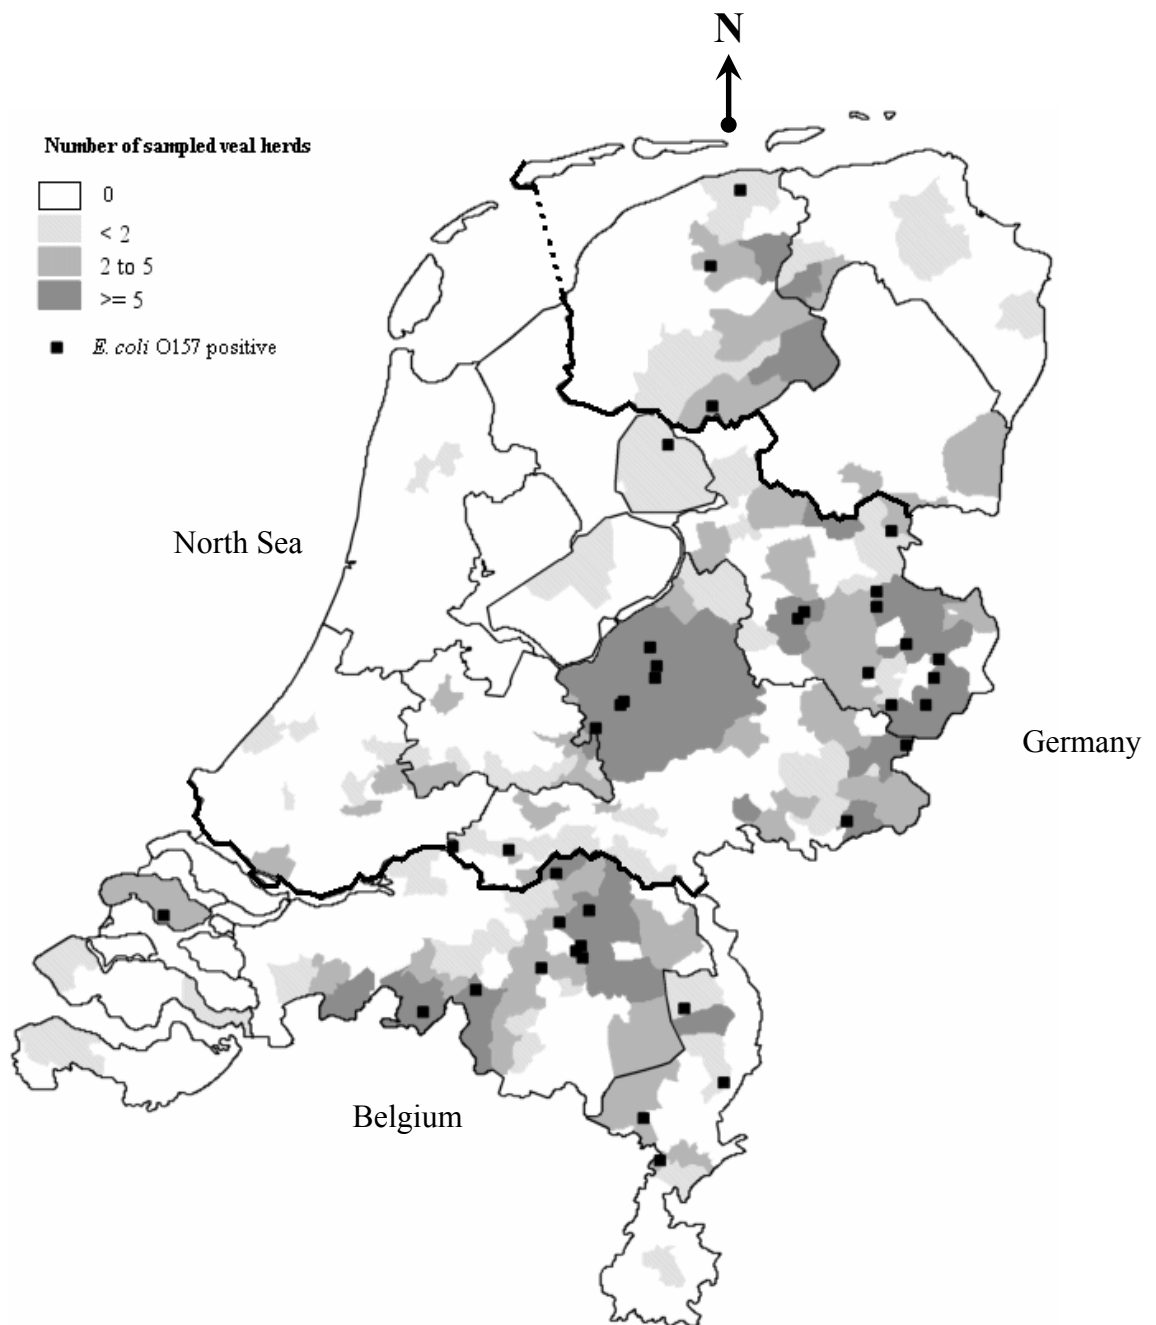 N
Number of sampled veal herds
0
< 2
2 to 5
>= 5
E. coli O157 positive
North Sea
Germany
Belgium